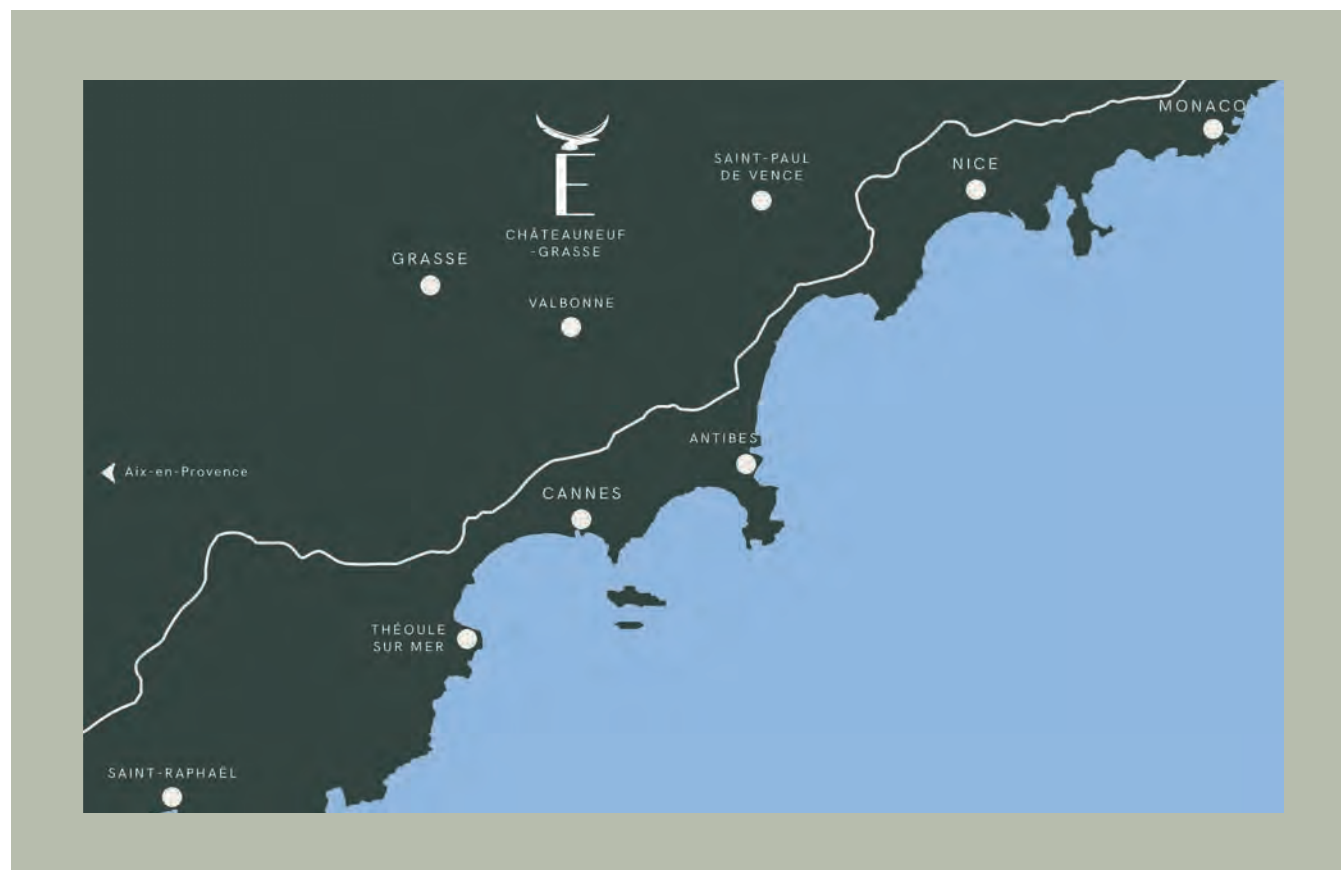 MONACO
SAINT-PAUL
DE VENCE
NICE
E
CHÂTEAUNEUF
-GRASSE
GRASSE
VALBONNE
ANTIBES
Aix-en-Provence
CANNES
THÉOULE
SUR MER
SAINT-RAPHAËL